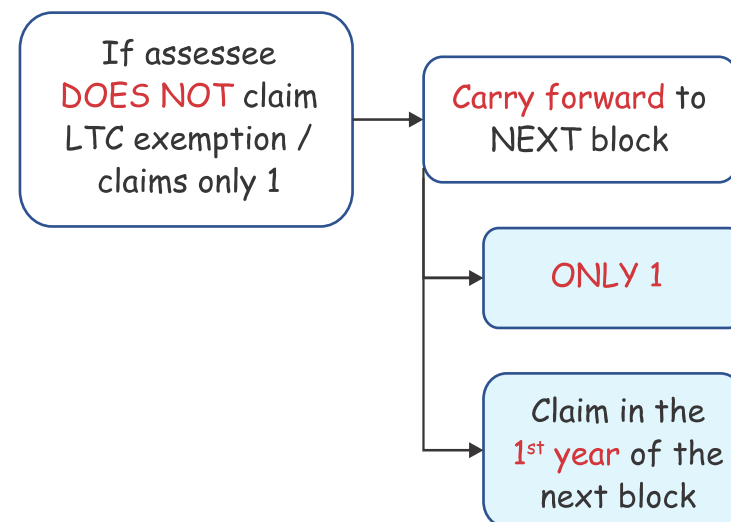 If assessee
DOES NOT claim
LTC exemption /
claims only 1
Carry forward to
NEXT block
ONLY 1
Claim in the
1st year of the
next block